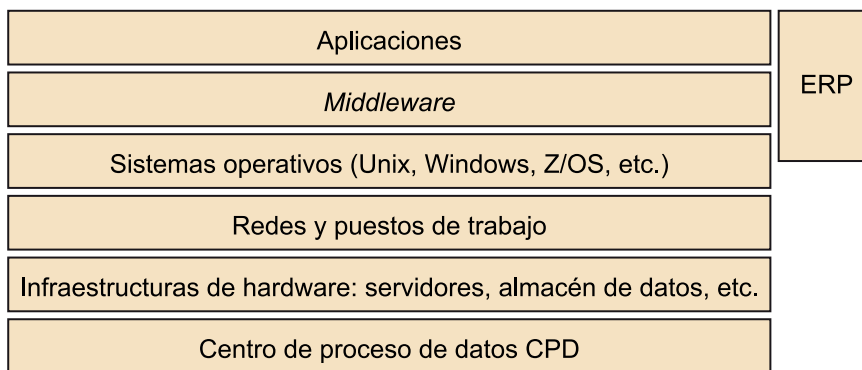 Aplicaciones
Middleware
ERP
Sistemas operativos (Unix, Windows, Z/OS, etc.)
Redes y puestos de trabajo
Infraestructuras de hardware: servidores, almacén de datos, etc.
Centro de proceso de datos CPD